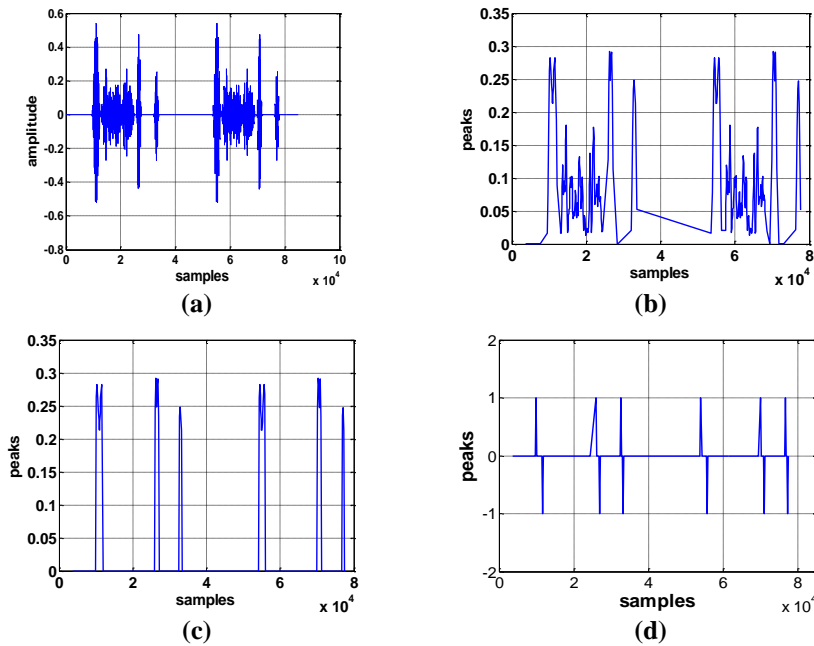 0.6
0.4
0.2
0
-0.2
-0.4
-0.6
-0.8
amplitude
0 2 4 6 8 10
samples
x 10^4
(a)
0.35
0.3
0.25
0.2
0.15
0.1
0.05
0
peaks
0 2 4 6 8
samples
x 10^4
(b)
0.35
0.3
0.25
0.2
0.15
0.1
0.05
0
peaks
0 2 4 6 8
samples
x 10^4
(c)
2
1
0
-1
-2
peaks
0 2 4 6 8
samples
x 10^4
(d)